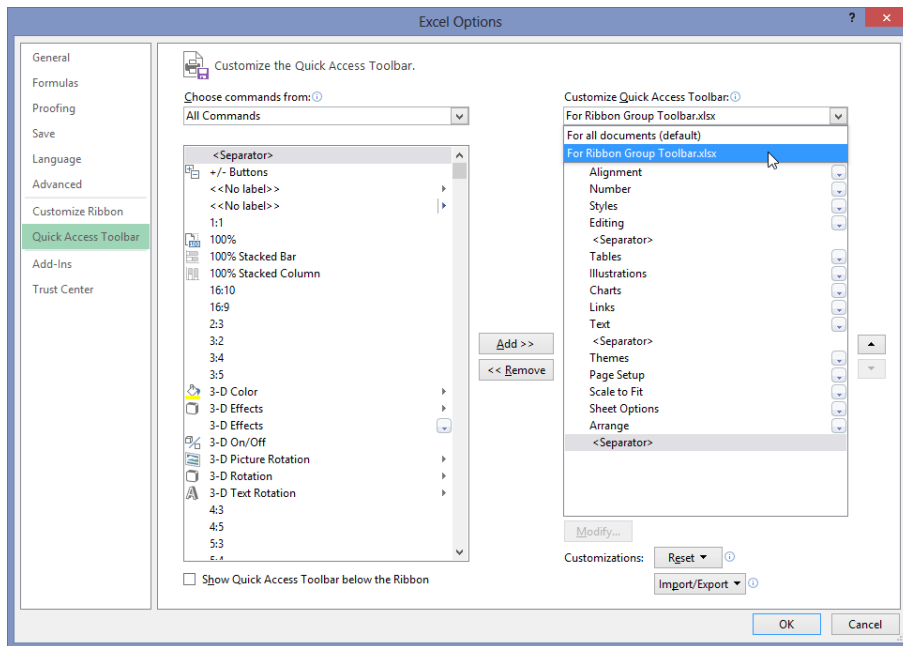 Excel Options
?
×
General
Formulas
Proofing
Save
Language
Advanced
Customize Ribbon
Quick Access Toolbar
Add-Ins
Trust Center
Customize the Quick Access Toolbar.
Choose commands from:
All Commands
<Separator>
+/- Buttons
<<No label>>
<<No label>>
1:1
100%
100% Stacked Bar
100% Stacked Column
16:10
16:9
2:3
3:2
3:4
3:5
3-D Color
3-D Effects
3-D Effects
3-D On/Off
3-D Picture Rotation
3-D Rotation
3-D Text Rotation
4:3
4:5
5:3
5:4
Show Quick Access Toolbar below the Ribbon
Add >>
<< Remove
Customize Quick Access Toolbar:
For Ribbon Group Toolbar.xlsx
For all documents (default)
For Ribbon Group Toolbar.xlsx
Alignment
Number
Styles
Editing
<Separator>
Tables
Illustrations
Charts
Links
Text
<Separator>
Themes
Page Setup
Scale to Fit
Sheet Options
Arrange
<Separator>
Modify...
Customizations:
Reset
Import/Export
OK
Cancel